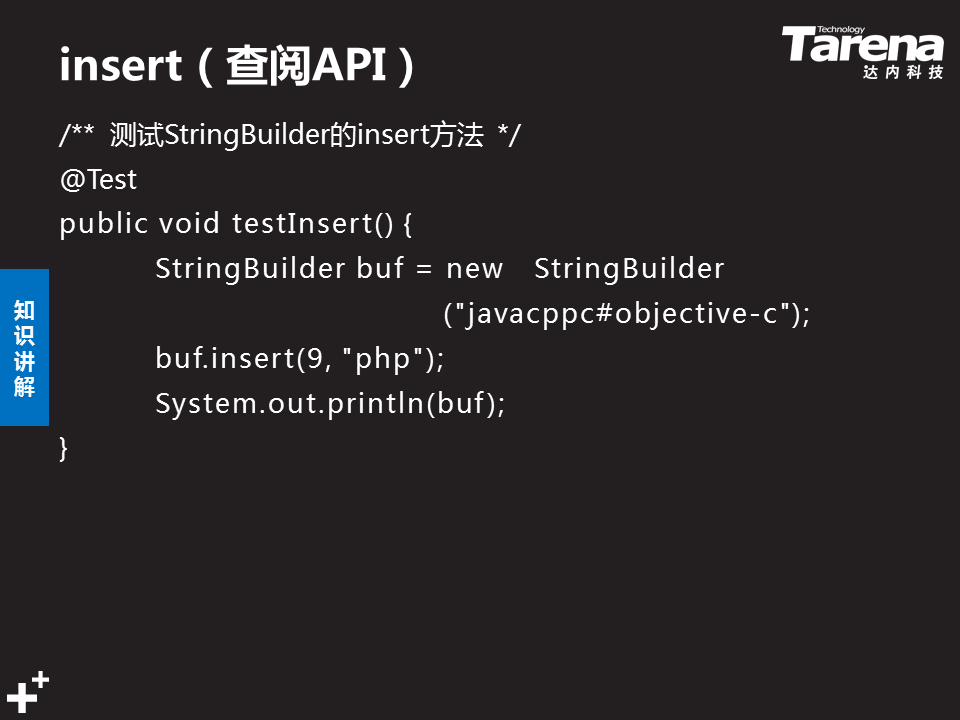 insert（查阅API）
Technology
Tarena
达内科技
/** 测试StringBuilder的insert方法 */
@Test
public void testInsert() {
StringBuilder buf = new StringBuilder
("javacppc#objective-c");
buf.insert(9, "php");
System.out.println(buf);
}
知识讲解